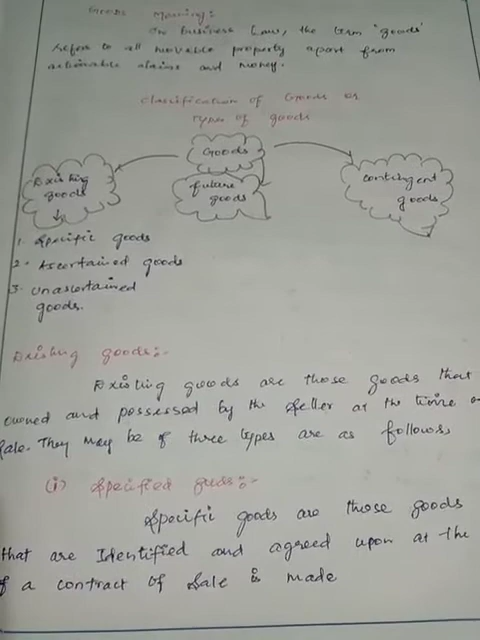 Goods Meaning:
In business law, the term 'goods'
refers to all movable property apart from
actionable claims and money.
Classification of Goods or
Types of goods
Goods
Existing
goods
future
goods
contingent
goods
1. Specific goods
2. Ascertained goods
3. Unascertained
goods.
Existing goods:-
Existing goods are those goods that
owned and possessed by the seller at the time o
Sale. They may be of three types are as follows,
(i) Specified goods:-
Specific goods are those goods
that are Identified and agreed upon at the
of a contract of Sale is made